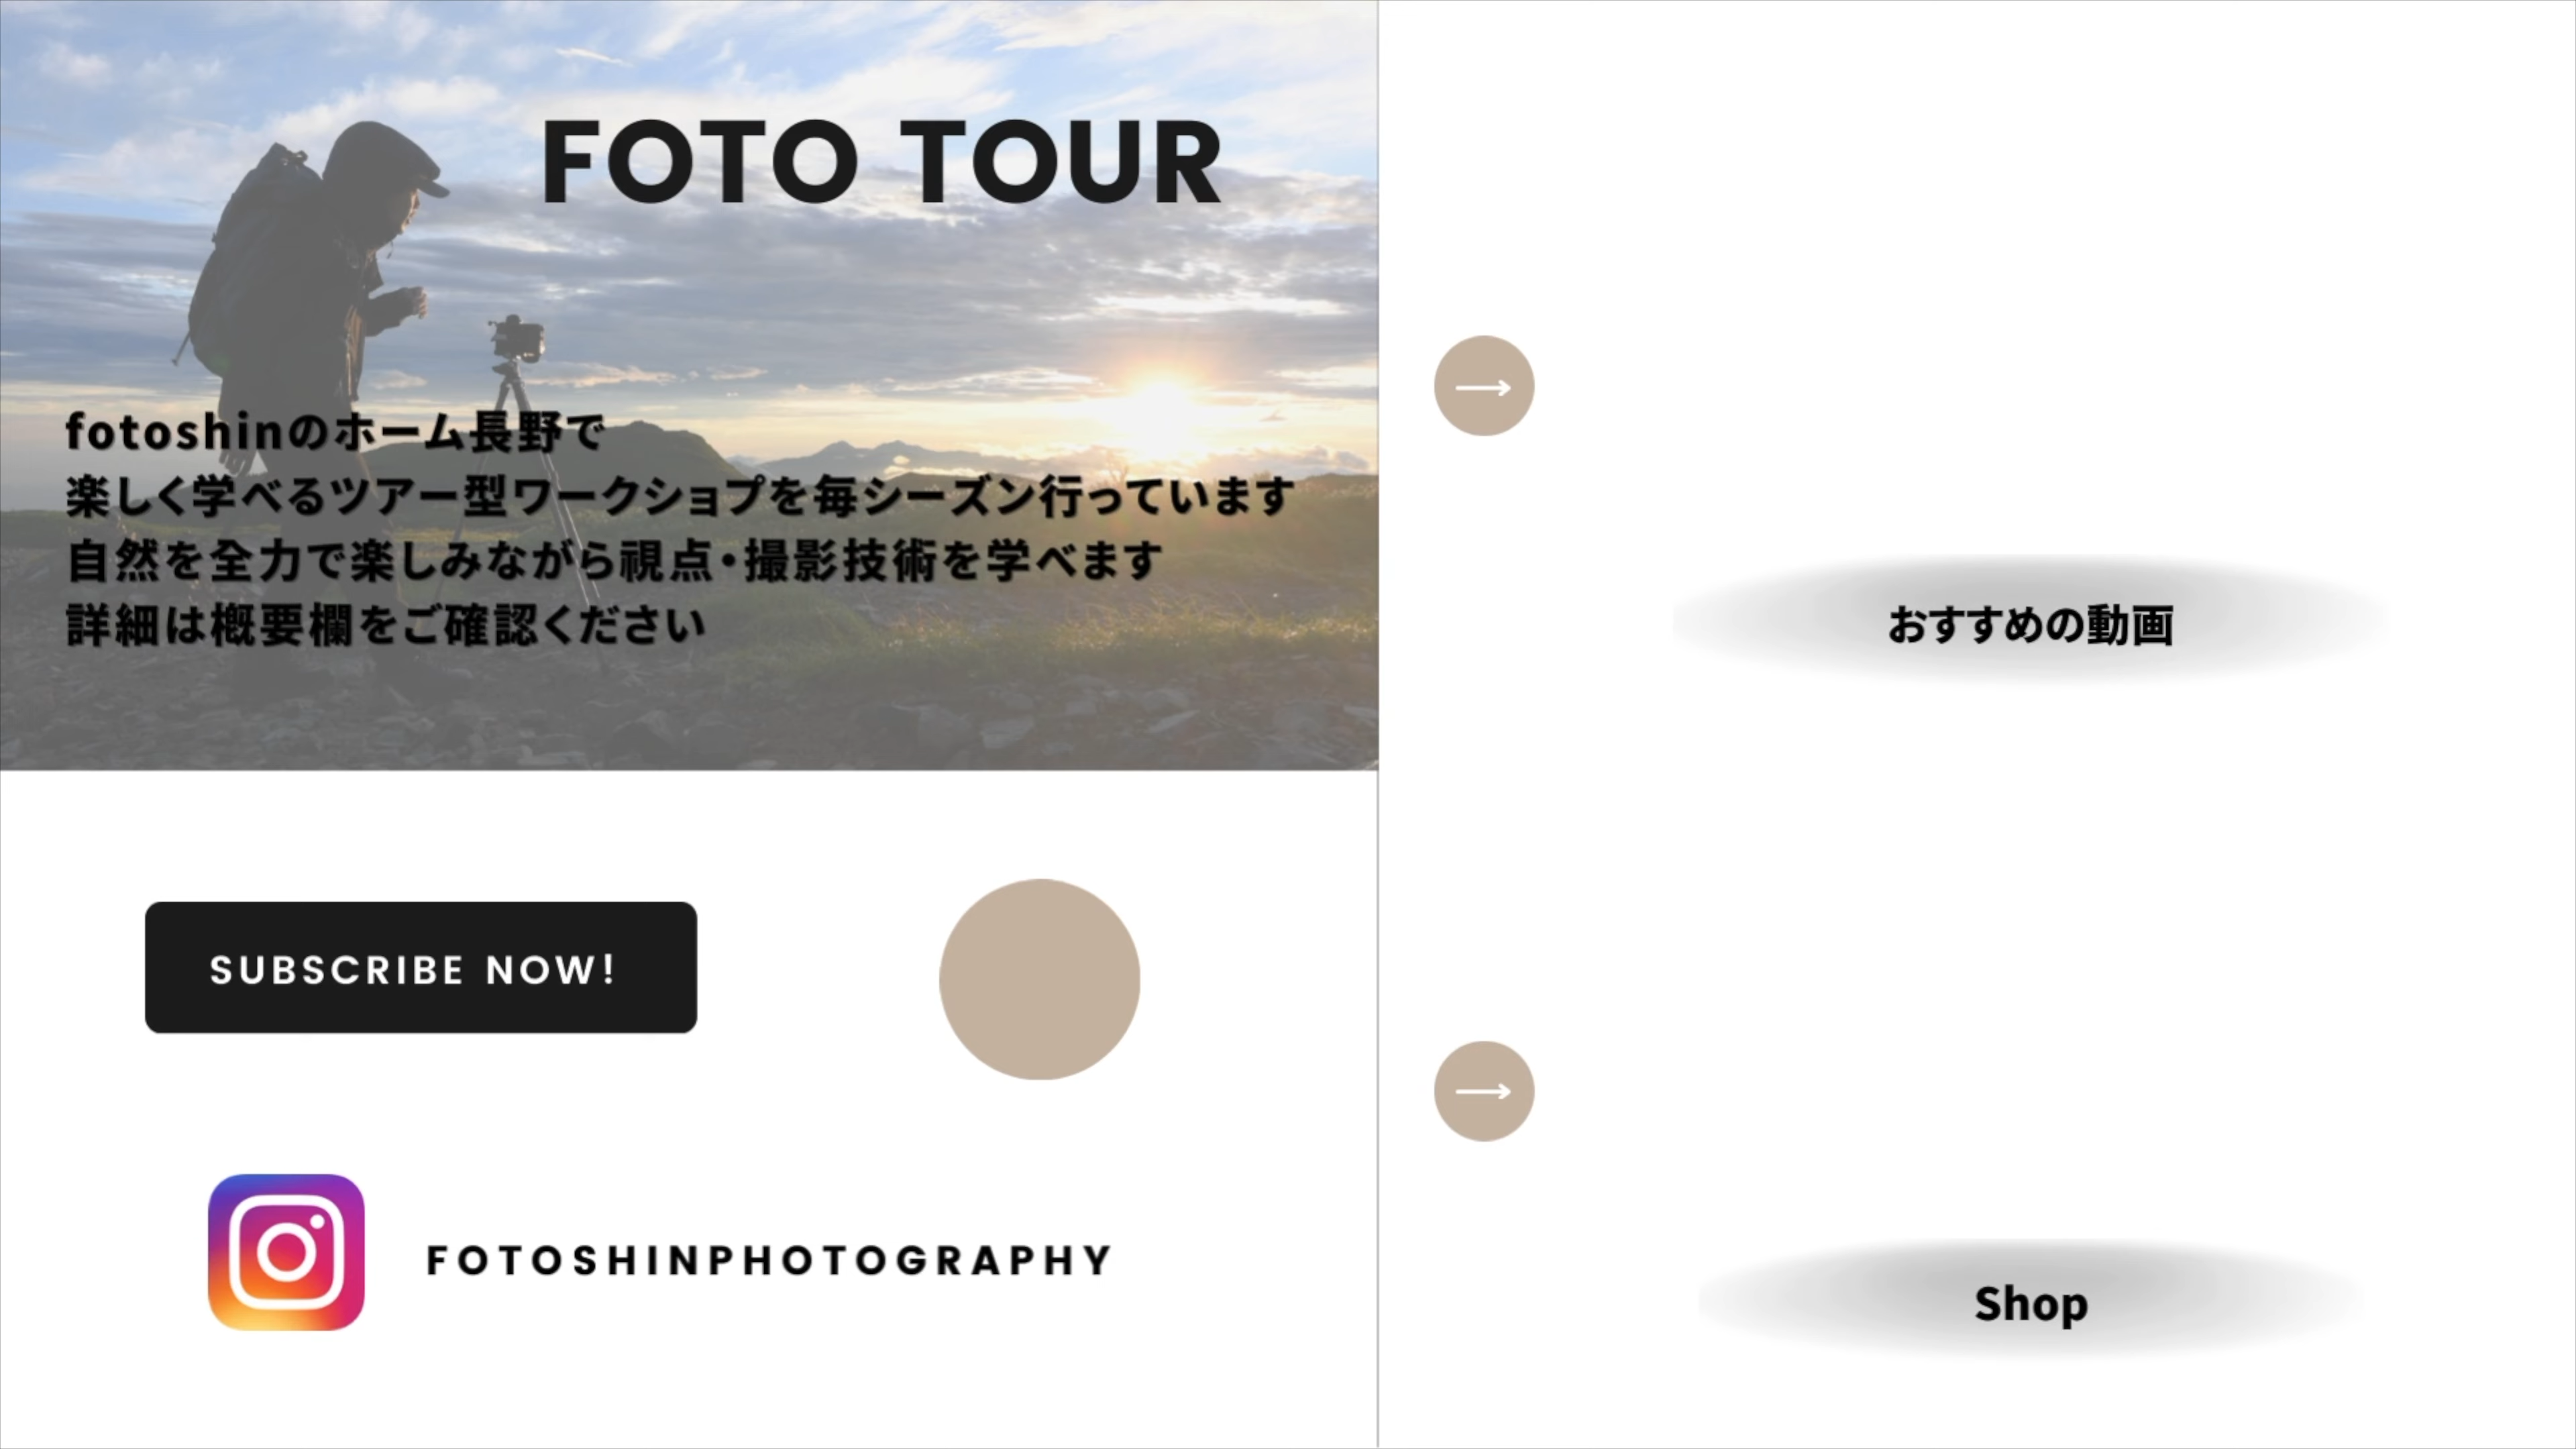 FOTO TOUR
fotoshinのホーム長野で
楽しく学べるツアー型ワークショプを毎シーズン行っています
自然を全力で楽しみながら視点・撮影技術を学べます
詳細は概要欄をご確認ください
SUBSCRIBE NOW!
FOTOSHINPHOTOGRAPHY
おすすめの動画
Shop